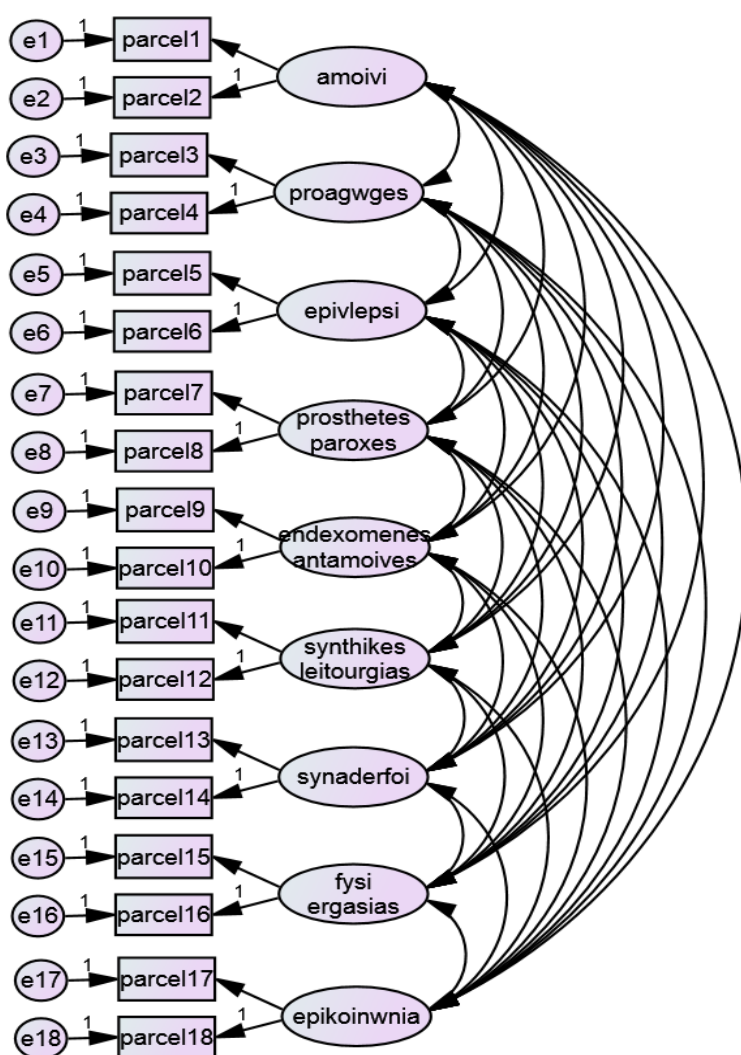 e1 1 parcel1
amoivi
e2 1 parcel2 1
e3 1 parcel3
proagwges
e4 1 parcel4 1
e5 1 parcel5
epivlepsi
e6 1 parcel6 1
e7 1 parcel7
prosthetes
paroxes
e8 1 parcel8 1
e9 1 parcel9
endexomenes
antamoives
e10 1 parcel10 1
e11 1 parcel11
synthikes
leitourgias
e12 1 parcel12 1
e13 1 parcel13
synaderfoi
e14 1 parcel14 1
e15 1 parcel15
fysi
ergasias
e16 1 parcel16 1
e17 1 parcel17
epikoinwnia
e18 1 parcel18 1